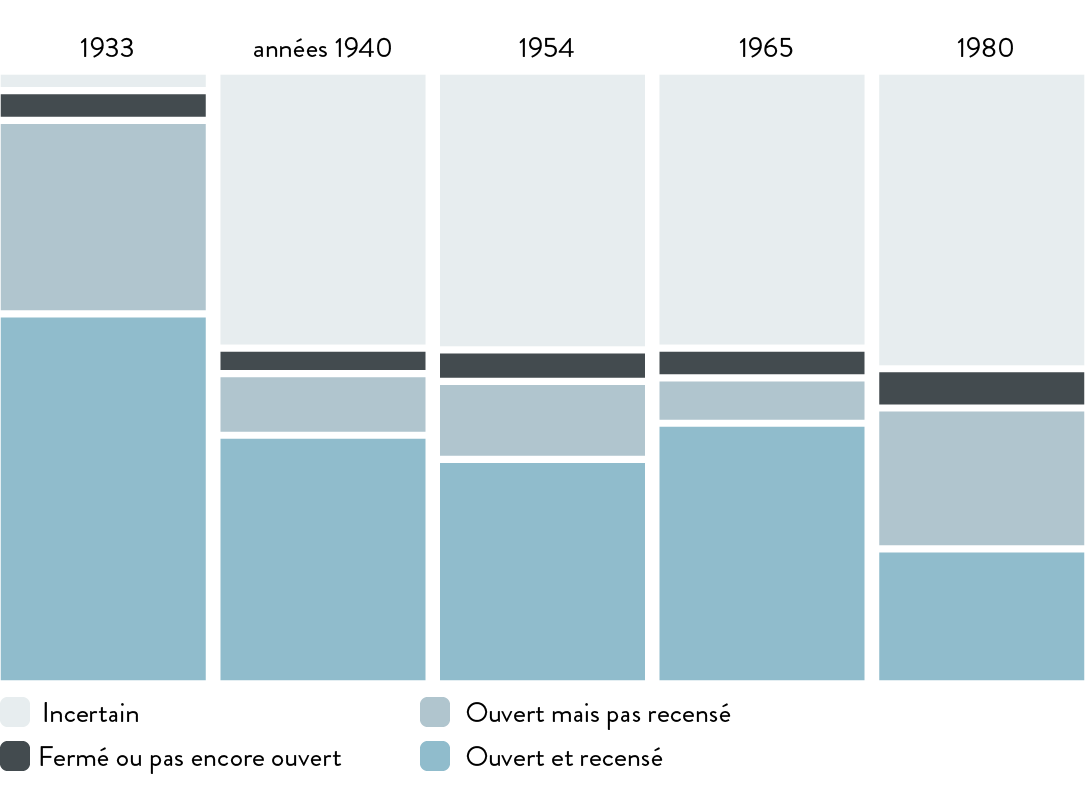 1933 années 1940 1954 1965 1980
Incertain
Ouvert mais pas recensé
Fermé ou pas encore ouvert
Ouvert et recensé